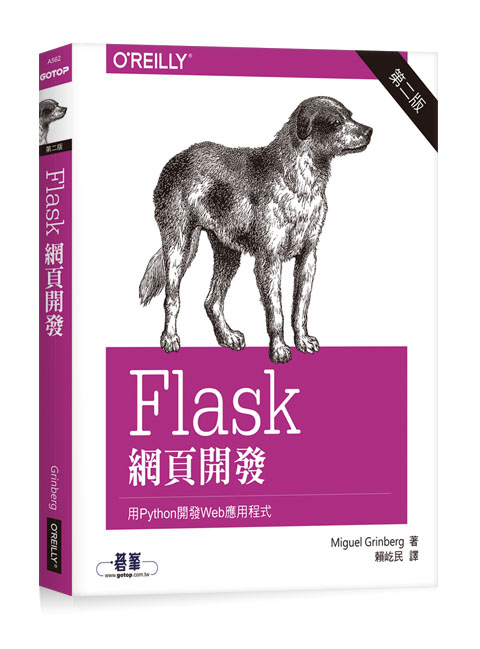 A562
GOTOP
第二版
Flask 網頁開發
Grinberg
O'REILLY
O'REILLY®
第二版
Flask
網頁開發
用Python開發Web應用程式
Miguel Grinberg 著
賴屹民 譯
碁峯
www.gotop.com.tw